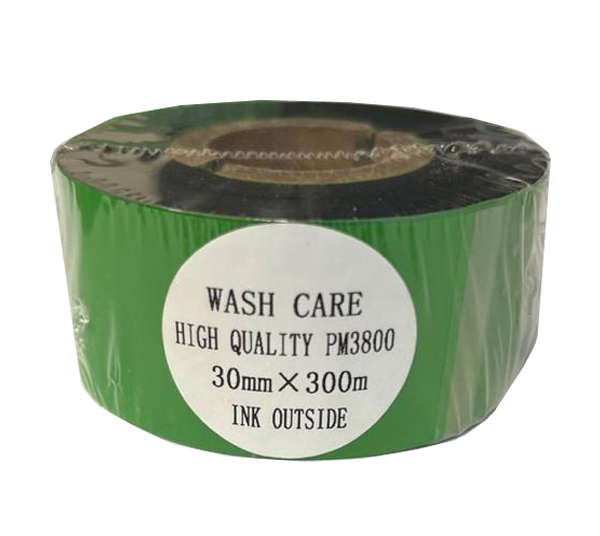 WASH CARE
HIGH QUALITY PM3800
30mm×300m
INK OUTSIDE